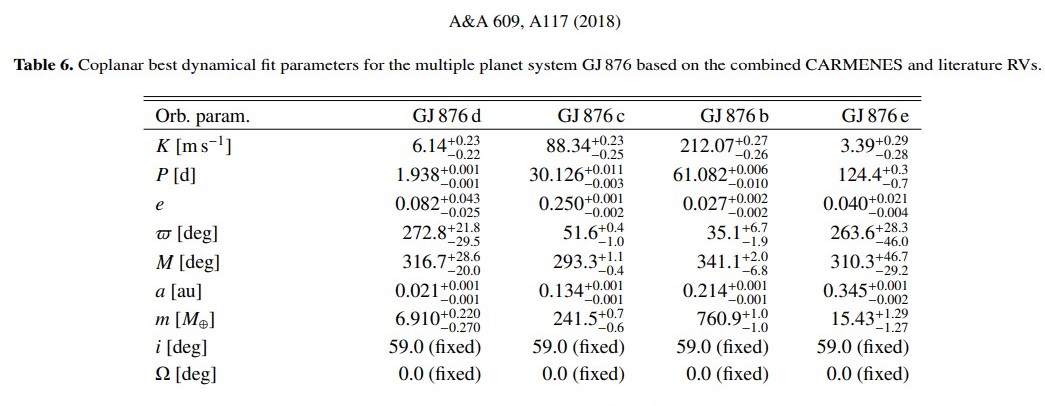 A&A 609, A117 (2018)
Table 6. Coplanar best dynamical fit parameters for the multiple planet system GJ 876 based on the combined CARMENES and literature RVs.
Orb. param. GJ 876 d GJ 876 c GJ 876 b GJ 876 e
K [m s⁻¹] 6.14+0.23−0.22 88.34+0.23−0.25 212.07+0.27−0.26 3.39+0.29−0.28
P [d] 1.938+0.001−0.001 30.126+0.011−0.003 61.082+0.006−0.010 124.4+0.3−0.7
e 0.082+0.043−0.025 0.250+0.001−0.002 0.027+0.002−0.002 0.040+0.021−0.004
ϖ [deg] 272.8+21.8−29.5 51.6+0.4−1.0 35.1+6.7−1.9 263.6+28.3−46.0
M [deg] 316.7+28.6−20.0 293.3+1.1−0.4 341.1+2.0−6.8 310.3+46.7−29.2
a [au] 0.021+0.001−0.001 0.134+0.001−0.001 0.214+0.001−0.001 0.345+0.001−0.002
m [M⊕] 6.910+0.220−0.270 241.5+0.7−0.6 760.9+1.0−1.0 15.43+1.29−1.27
i [deg] 59.0 (fixed) 59.0 (fixed) 59.0 (fixed) 59.0 (fixed)
Ω [deg] 0.0 (fixed) 0.0 (fixed) 0.0 (fixed) 0.0 (fixed)